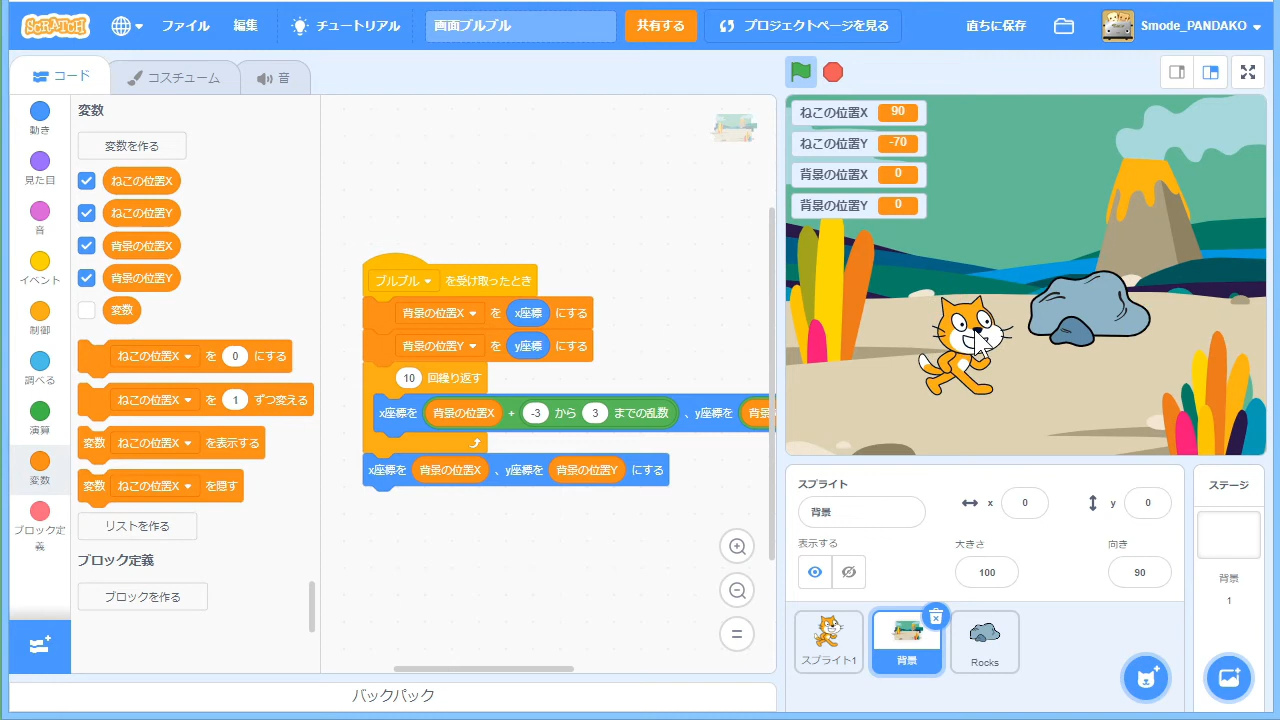 SCRATCH
ファイル
編集
チュートリアル
画面ブルブル
共有する
プロジェクトページを見る
直ちに保存
Smode_PANDAKO
コード
コスチューム
音
動き
見た目
音
イベント
制御
調べる
演算
変数
ブロック定
義
変数
変数を作る
ねこの位置X
ねこの位置Y
背景の位置X
背景の位置Y
変数
ねこの位置X を 0 にする
ねこの位置X を 1 ずつ変える
変数 ねこの位置X を表示する
変数 ねこの位置X を隠す
リストを作る
ブロック定義
ブロックを作る
ブルブル を受け取ったとき
背景の位置X を x座標 にする
背景の位置Y を y座標 にする
10 回繰り返す
x座標を 背景の位置X + -3 から 3 までの乱数 、y座標を
x座標を 背景の位置X 、y座標を 背景の位置Y にする
バックパック
ねこの位置X 90
ねこの位置Y -70
背景の位置X 0
背景の位置Y 0
スプライト
背景
x 0
y 0
表示する
大きさ
100
向き
90
スプライト1
背景
Rocks
ステージ
背景
1